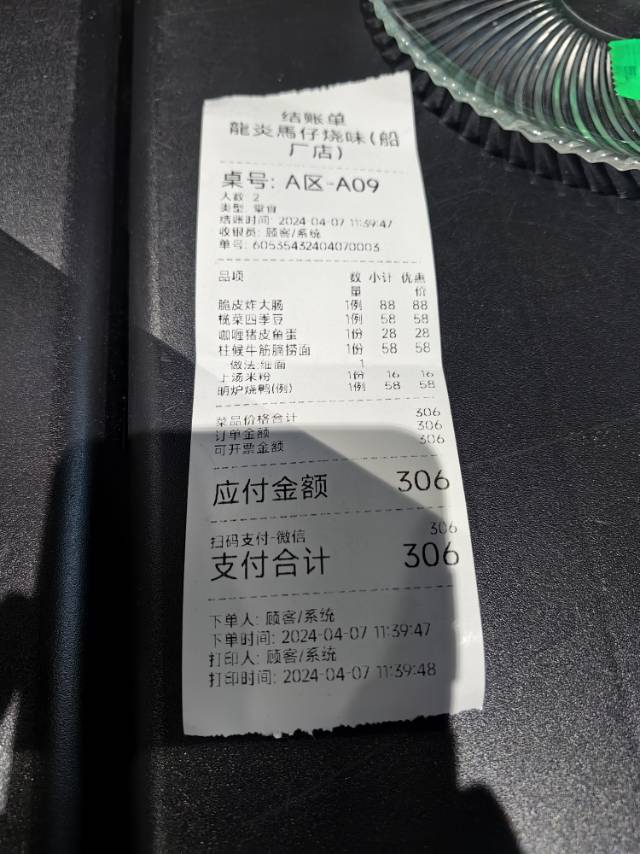 结账单
龍炎馬仔烧味(船
厂店)
桌号: A区-A09
人数: 2
类型: 堂食
结账时间: 2024-04-07 11:39:47
收银员: 顾客/系统
单号: 60535432404070003
品项 数 小计 优惠
量 价
脆皮炸大肠 1例 88 88
榄菜四季豆 1例 58 58
咖喱猪皮鱼蛋 1份 28 28
柱候牛筋腩捞面 1份 58 58
做法:细面 1
上汤米粉 1份 16 16
明炉烧鸭(例) 1例 58 58
菜品价格合计 306
订单金额 306
可开票金额 306
应付金额 306
扫码支付-微信 306
支付合计 306
下单人: 顾客/系统
下单时间: 2024-04-07 11:39:47
打印人: 顾客/系统
打印时间: 2024-04-07 11:39:48